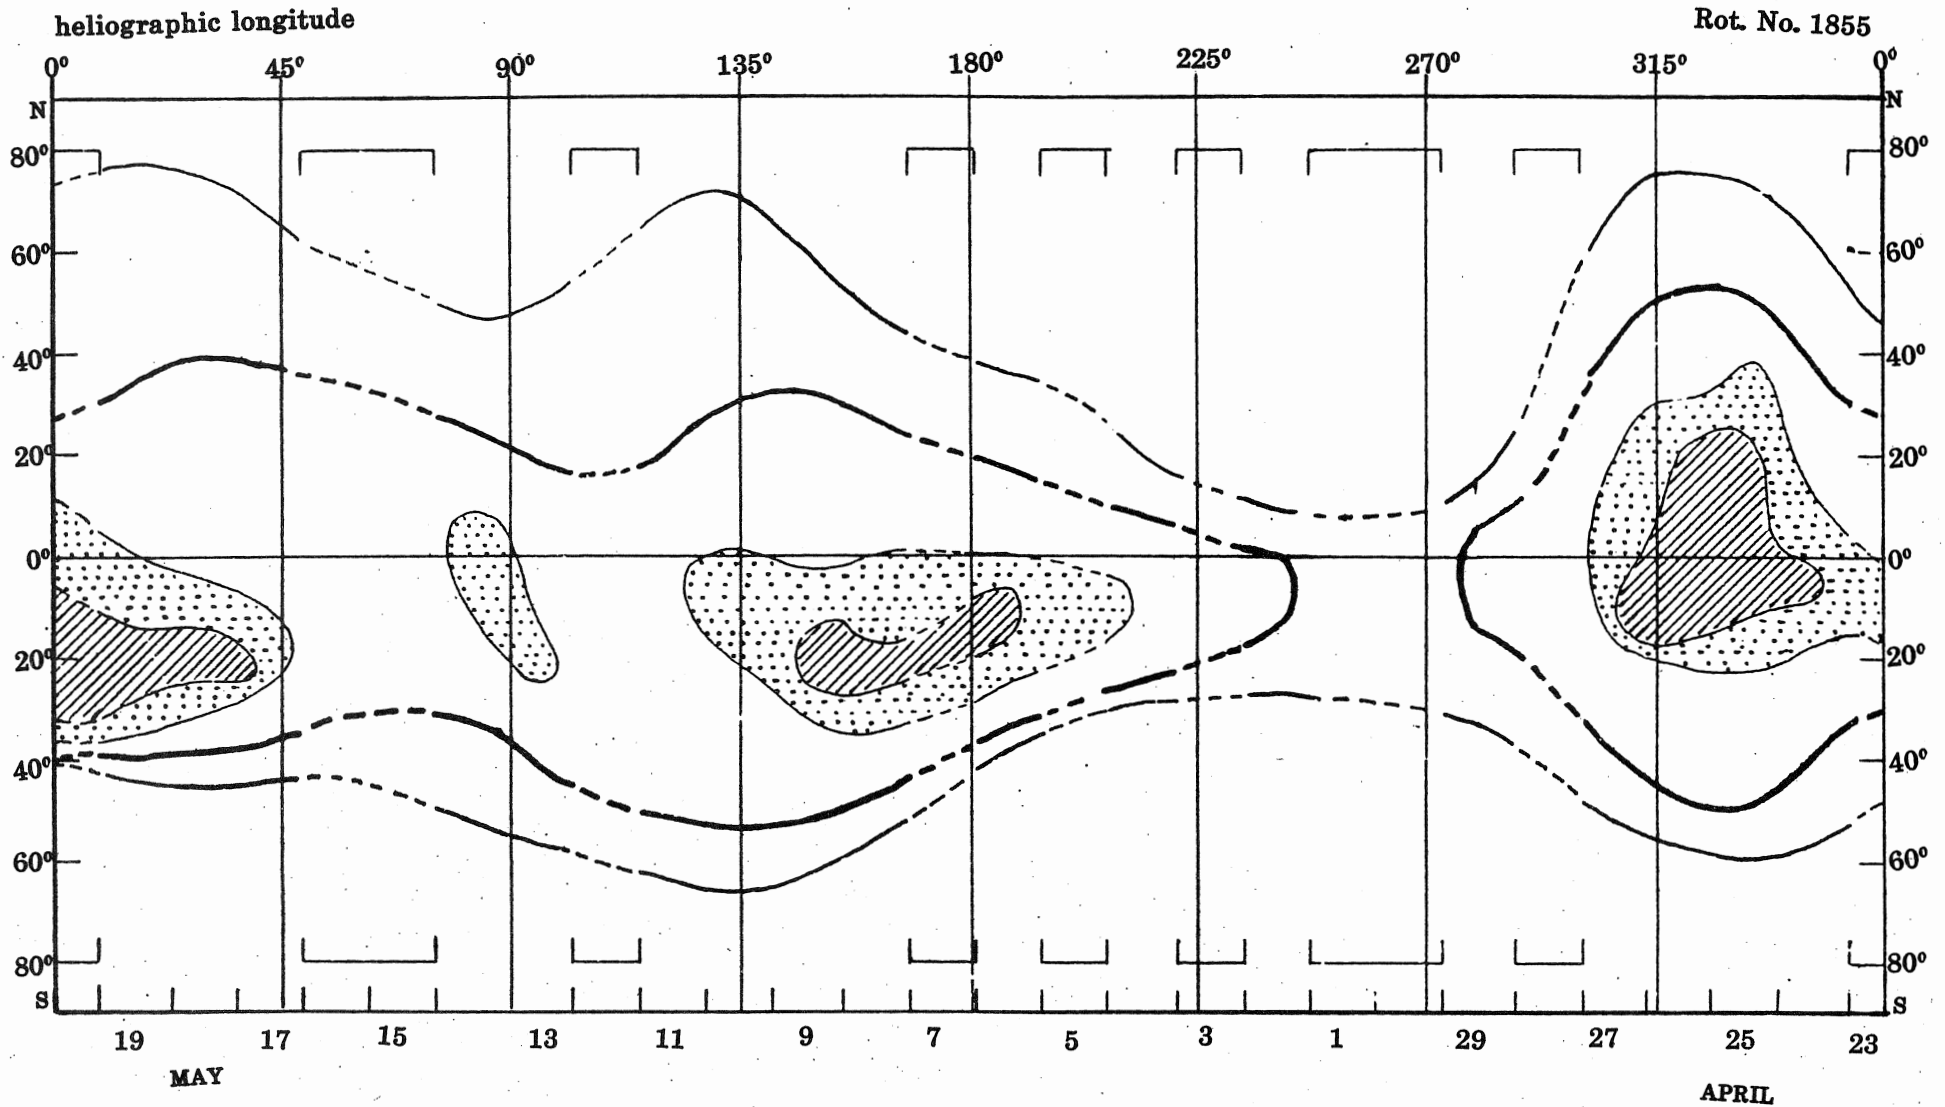 heliographic longitude Rot. No. 1855
0° 45° 90° 135° 180° 225° 270° 315° 0°
N N
80° 80°
60° 60°
40° 40°
20° 20°
0° 0°
20° 20°
40° 40°
60° 60°
80° 80°
S S
19 17 15 13 11 9 7 5 3 1 29 27 25 23
MAY APRIL